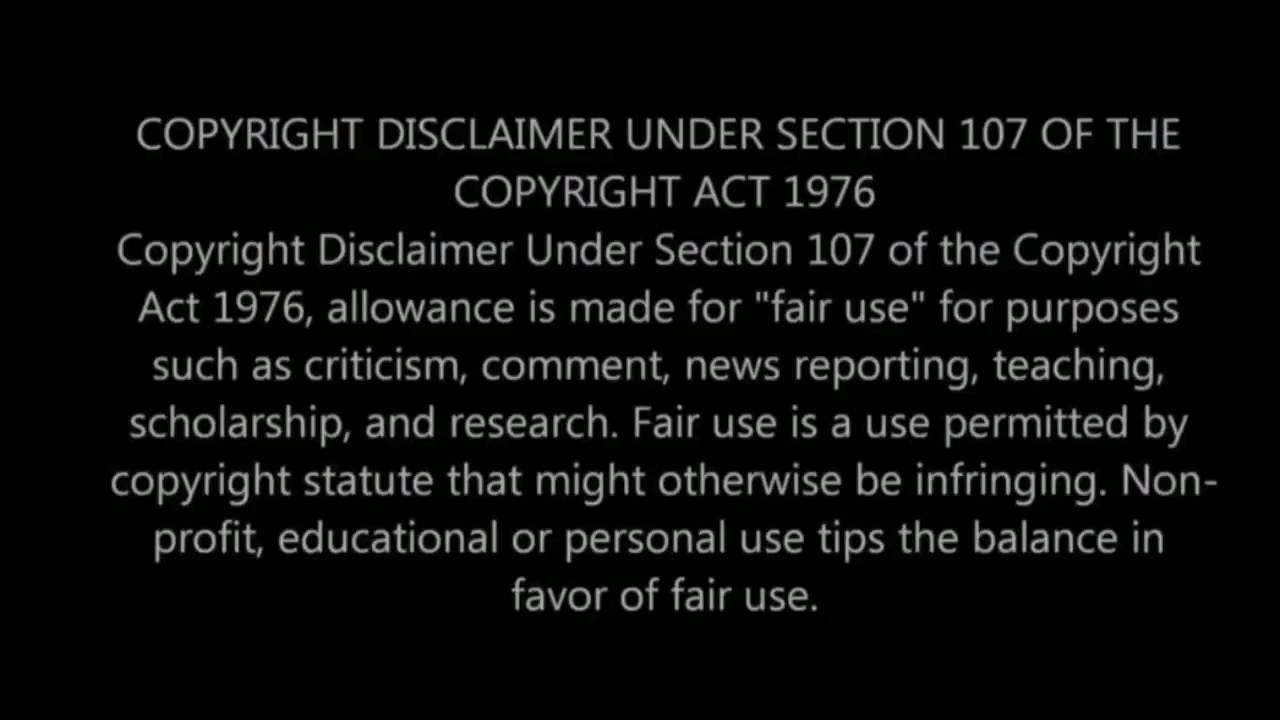 COPYRIGHT DISCLAIMER UNDER SECTION 107 OF THE
COPYRIGHT ACT 1976
Copyright Disclaimer Under Section 107 of the Copyright
Act 1976, allowance is made for "fair use" for purposes
such as criticism, comment, news reporting, teaching,
scholarship, and research. Fair use is a use permitted by
copyright statute that might otherwise be infringing. Non-
profit, educational or personal use tips the balance in
favor of fair use.